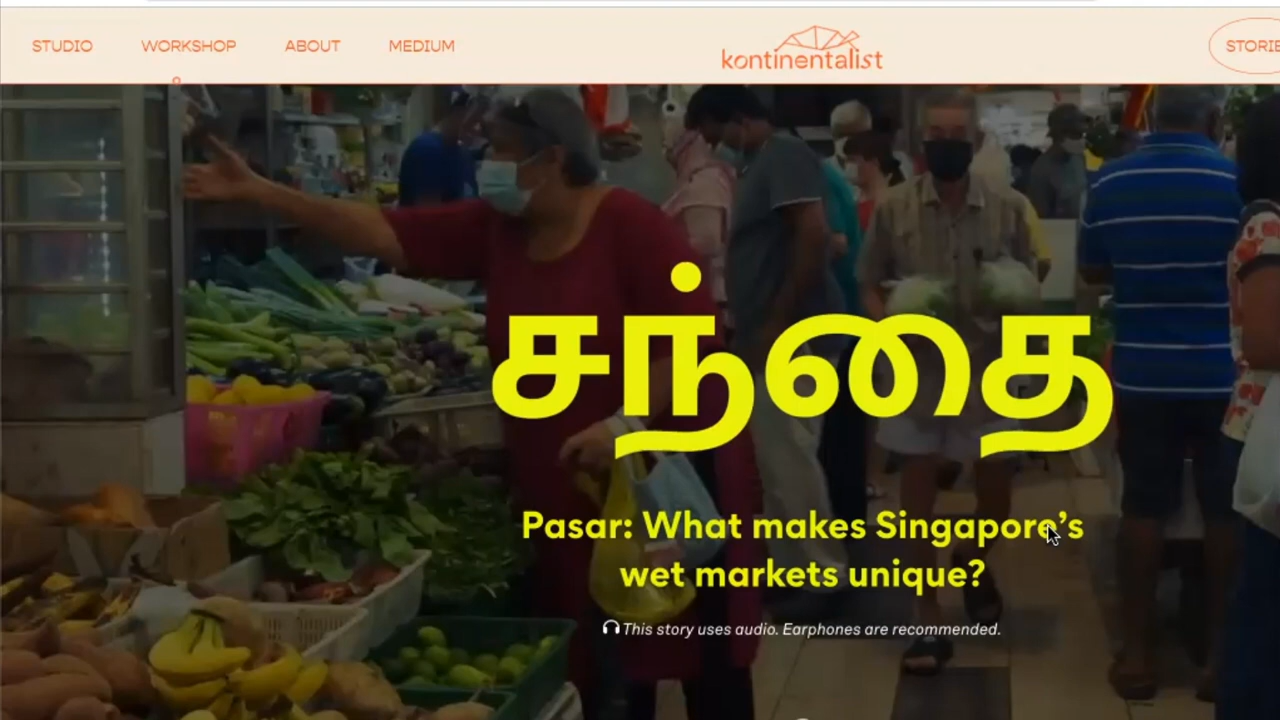 STUDIO
WORKSHOP
ABOUT
MEDIUM
kontinentalist
சந்தை
Pasar: What makes Singapore's
wet markets unique?
This story uses audio. Earphones are recommended.